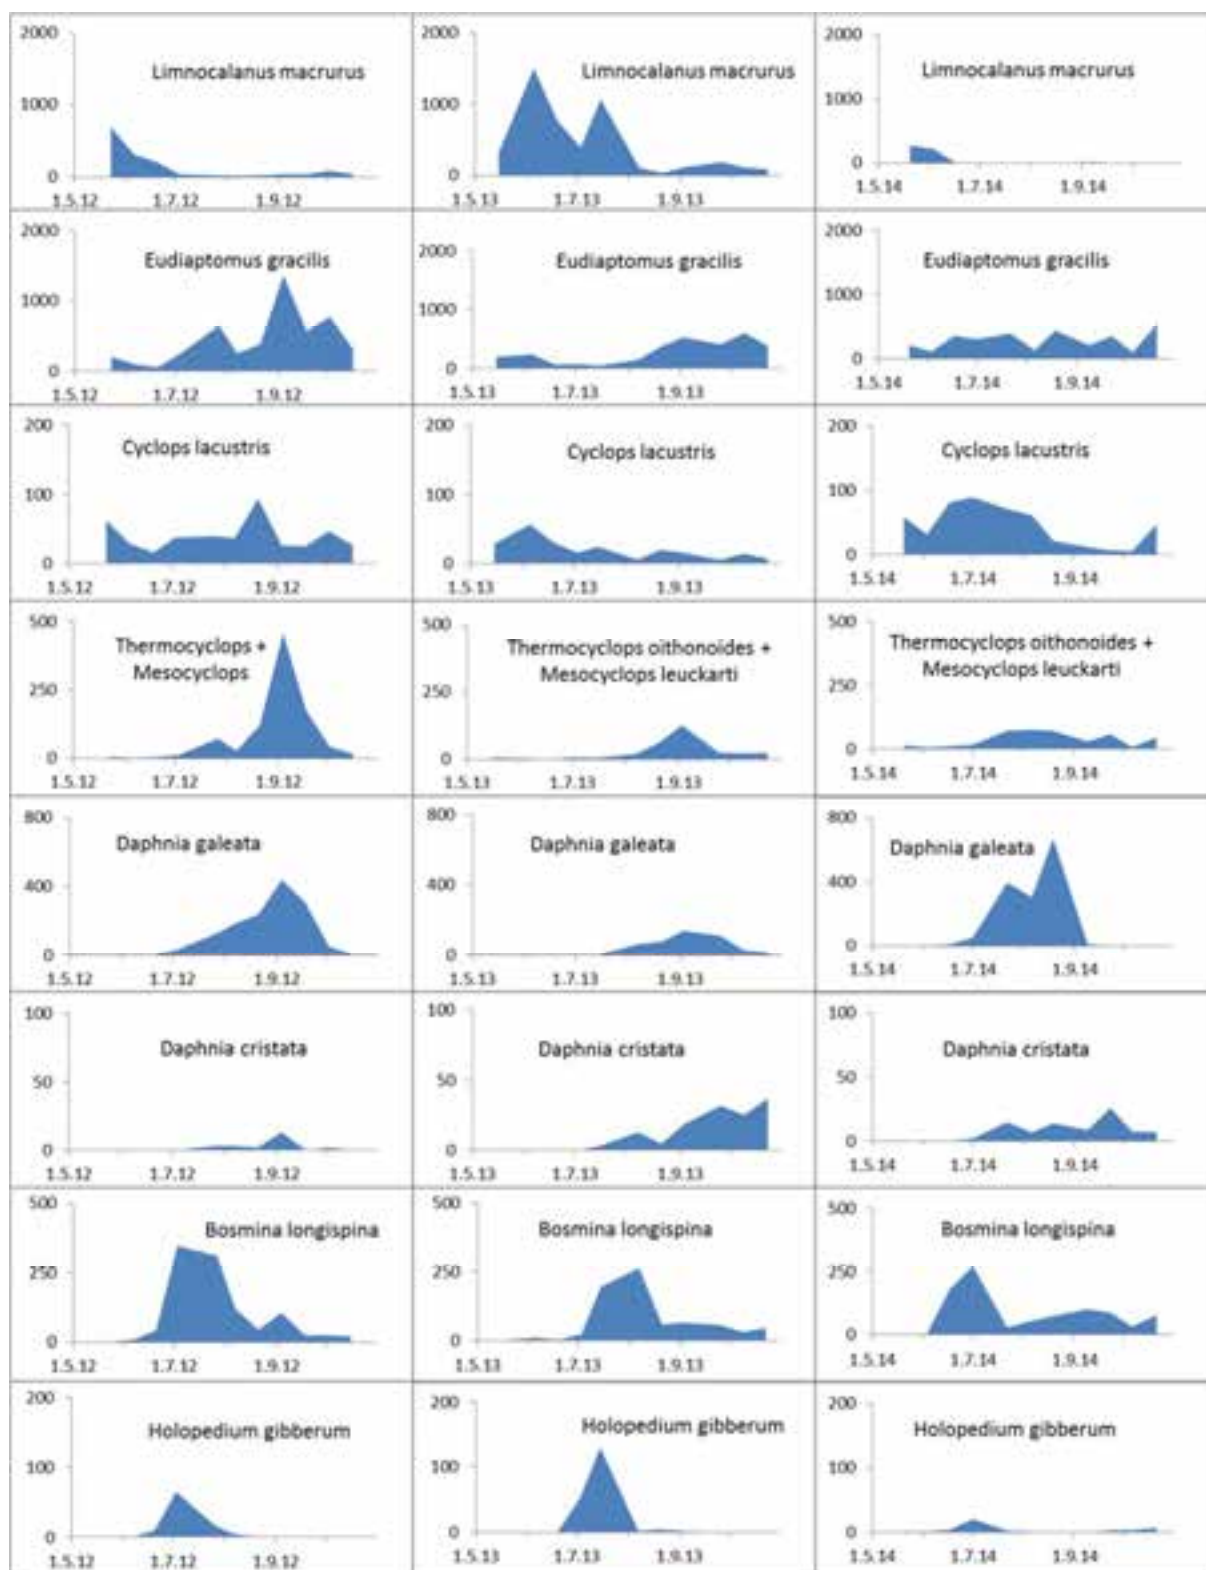 2000
Limnocalanus macrurus
1000
0
1.5.12 1.7.12 1.9.12
2000
Limnocalanus macrurus
1000
0
1.5.13 1.7.13 1.9.13
2000
Limnocalanus macrurus
1000
0
1.5.14 1.7.14 1.9.14
2000
Eudiaptomus gracilis
1000
0
1.5.12 1.7.12 1.9.12
2000
Eudiaptomus gracilis
1000
0
1.5.13 1.7.13 1.9.13
2000
Eudiaptomus gracilis
1000
0
1.5.14 1.7.14 1.9.14
200
Cyclops lacustris
100
0
1.5.12 1.7.12 1.9.12
200
Cyclops lacustris
100
0
1.5.13 1.7.13 1.9.13
200
Cyclops lacustris
100
0
1.5.14 1.7.14 1.9.14
500
Thermocyclops +
Mesocyclops
250
0
1.5.12 1.7.12 1.9.12
500
Thermocyclops oithonoides +
Mesocyclops leuckarti
250
0
1.5.13 1.7.13 1.9.13
500
Thermocyclops oithonoides +
Mesocyclops leuckarti
250
0
1.5.14 1.7.14 1.9.14
800
Daphnia galeata
400
0
1.5.12 1.7.12 1.9.12
800
Daphnia galeata
400
0
1.5.13 1.7.13 1.9.13
800
Daphnia galeata
400
0
1.5.14 1.7.14 1.9.14
100
Daphnia cristata
50
0
1.5.12 1.7.12 1.9.12
100
Daphnia cristata
50
0
1.5.13 1.7.13 1.9.13
100
Daphnia cristata
50
0
1.5.14 1.7.14 1.9.14
500
Bosmina longispina
250
0
1.5.12 1.7.12 1.9.12
500
Bosmina longispina
250
0
1.5.13 1.7.13 1.9.13
500
Bosmina longispina
250
0
1.5.14 1.7.14 1.9.14
200
Holopedium gibberum
100
0
1.5.12 1.7.12 1.9.12
200
Holopedium gibberum
100
0
1.5.13 1.7.13 1.9.13
200
Holopedium gibberum
100
0
1.5.14 1.7.14 1.9.14